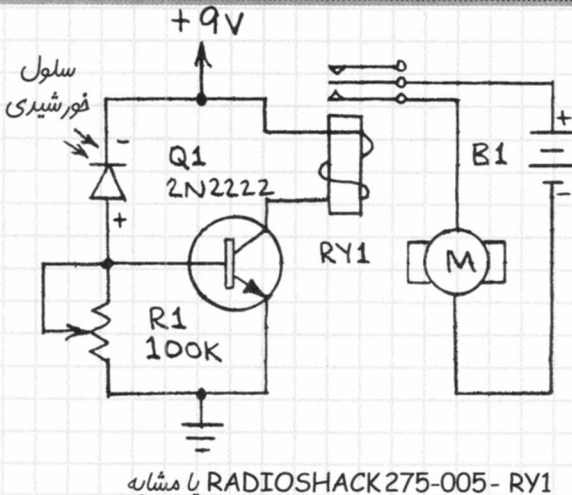 +9V
سلول
خورشیدی
-
+
Q1
2N2222
RY1
B1
+
-
M
R1
100K
RADIOSHACK 275-005 - RY1 یا مشابه